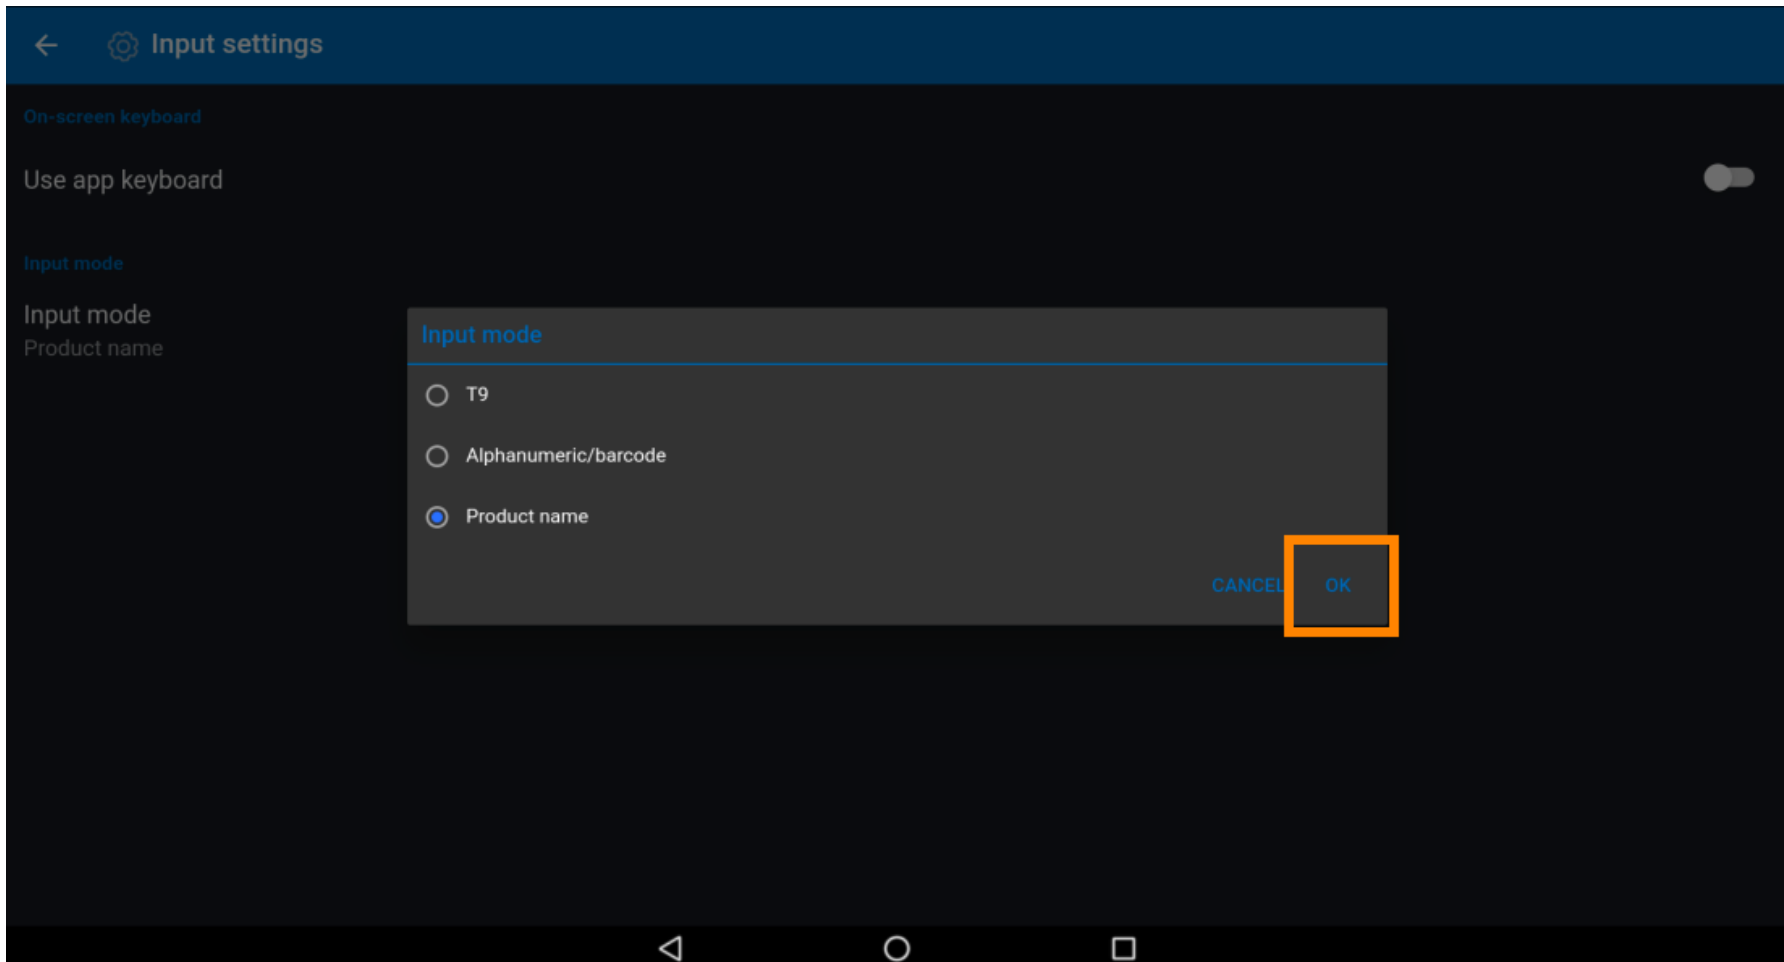 Input settings
On-screen keyboard
Use app keyboard
Input mode
Input mode
Product name
Input mode
T9
Alphanumeric/barcode
Product name
CANCEL OK